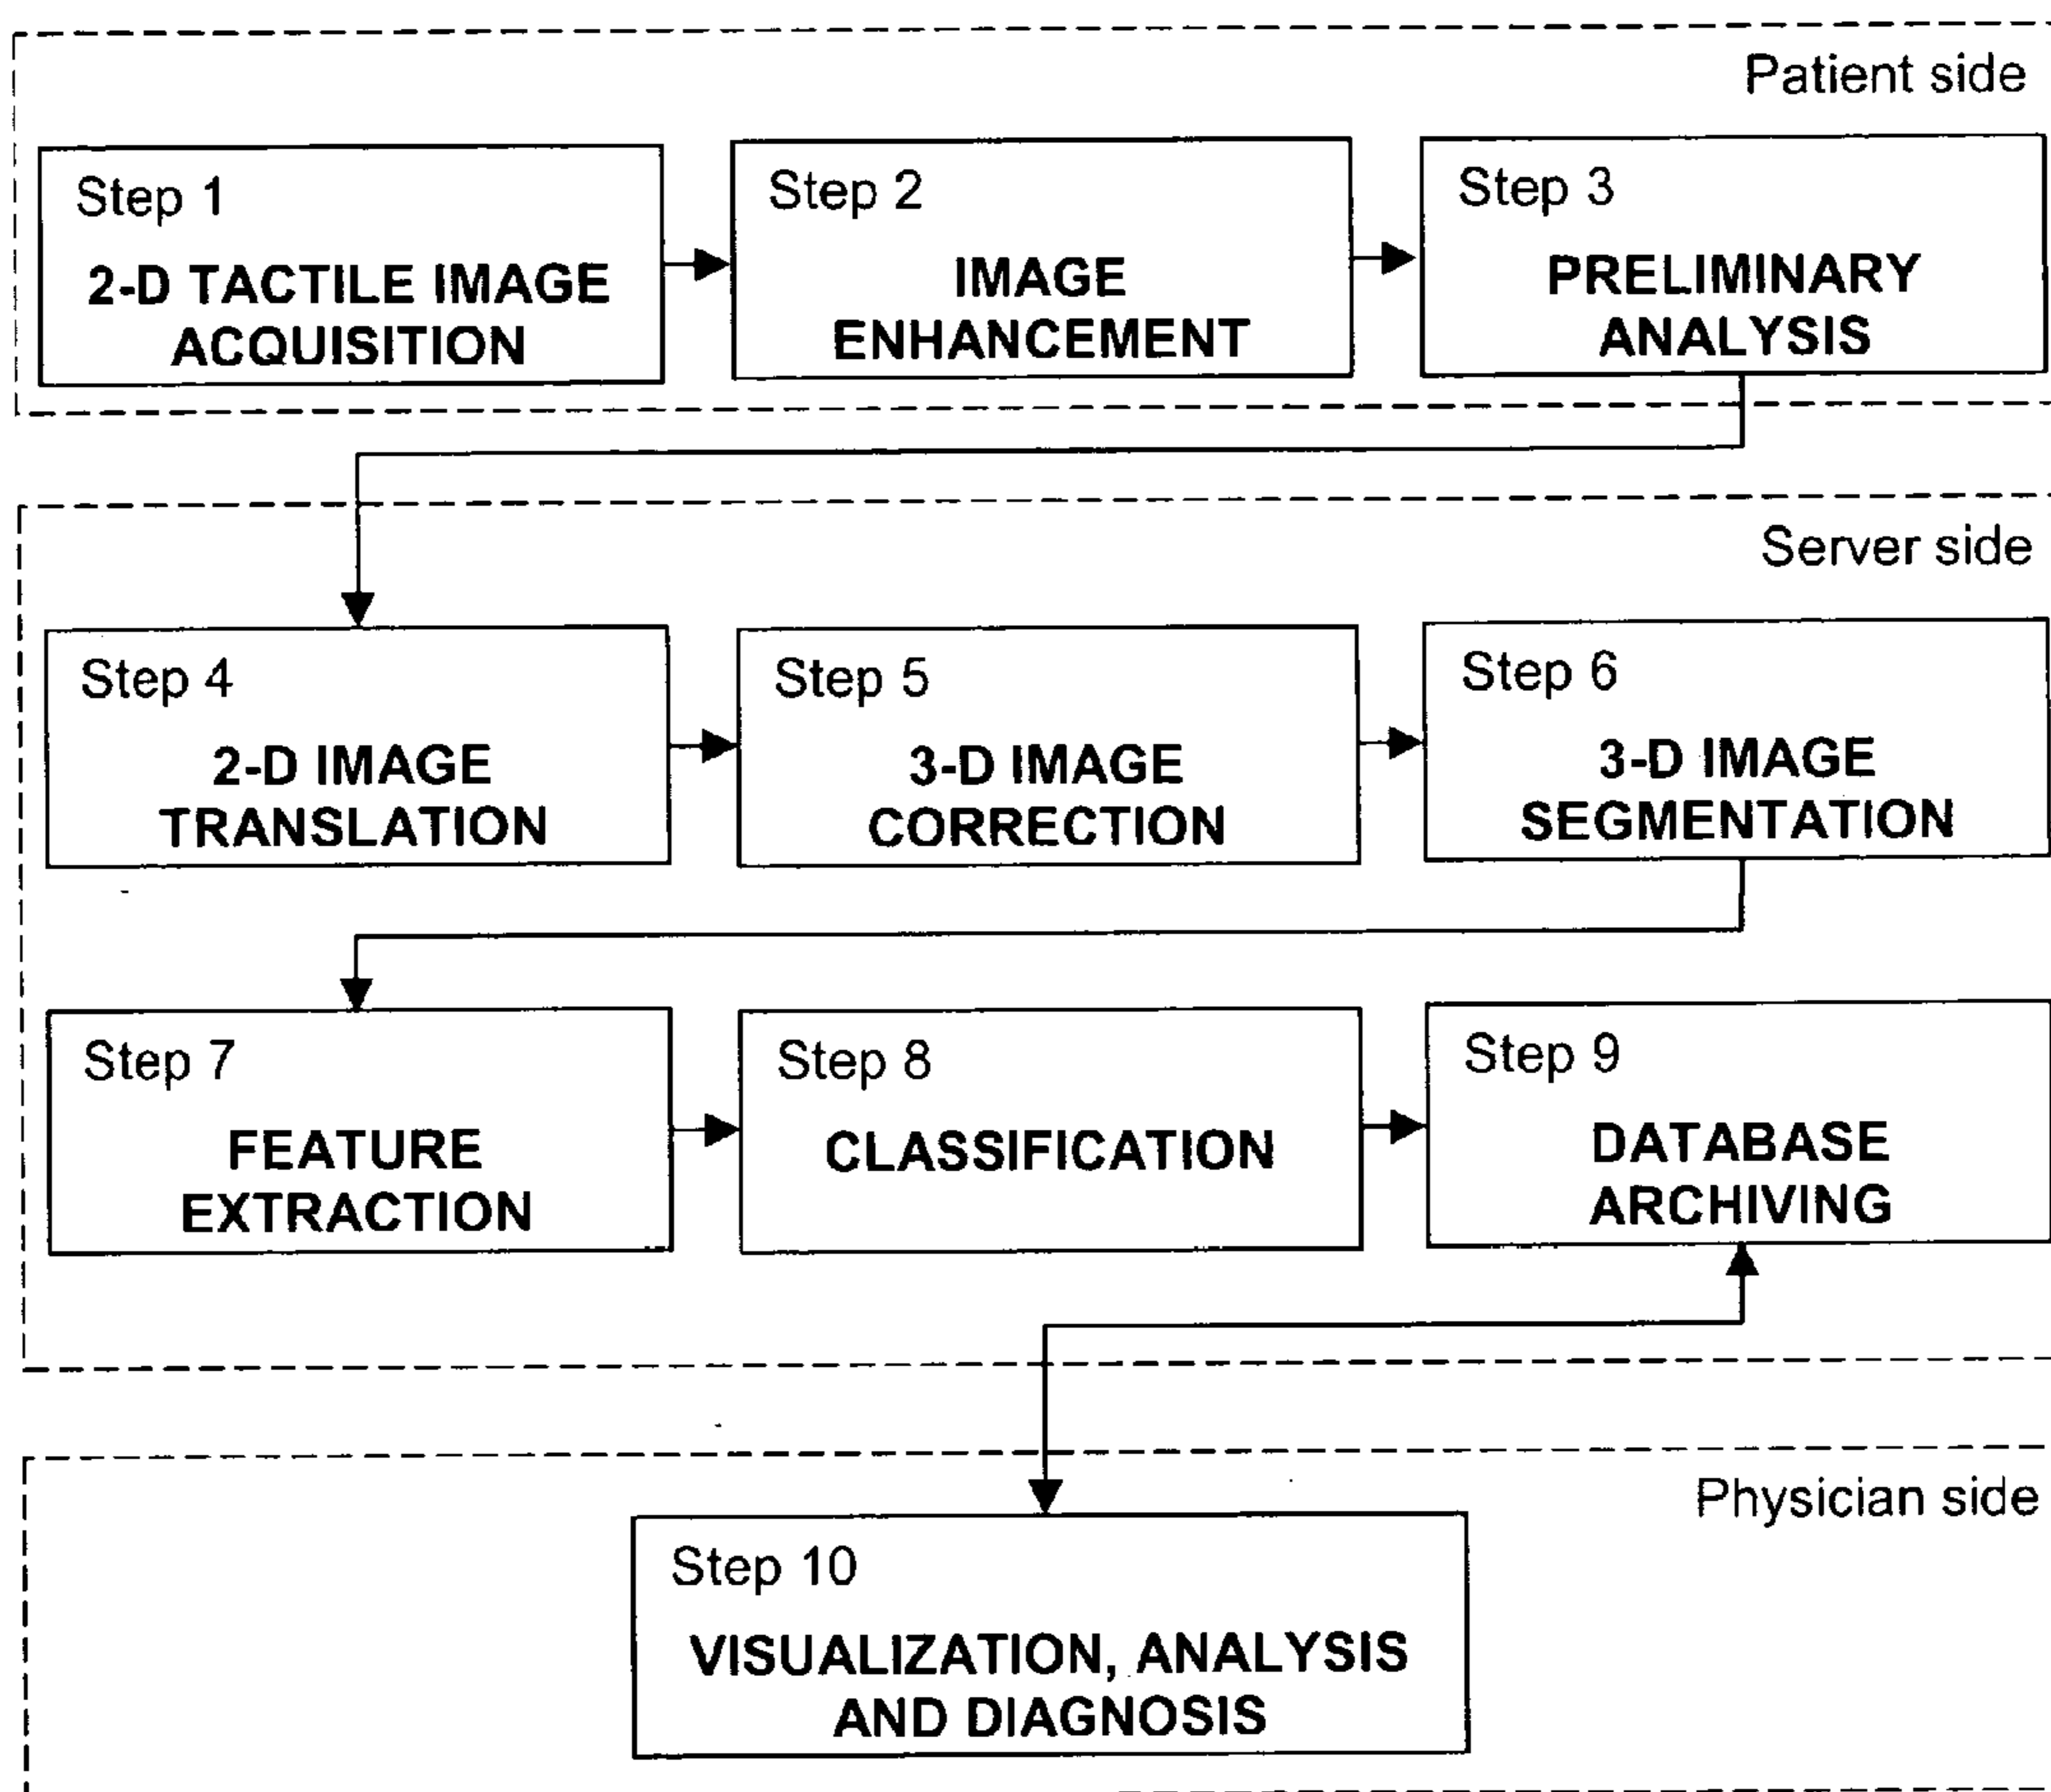 Patient side
Step 1
2-D TACTILE IMAGE
ACQUISITION
Step 2
IMAGE
ENHANCEMENT
Step 3
PRELIMINARY
ANALYSIS
Server side
Step 4
2-D IMAGE
TRANSLATION
Step 5
3-D IMAGE
CORRECTION
Step 6
3-D IMAGE
SEGMENTATION
Step 7
FEATURE
EXTRACTION
Step 8
CLASSIFICATION
Step 9
DATABASE
ARCHIVING
Physician side
Step 10
VISUALIZATION, ANALYSIS
AND DIAGNOSIS